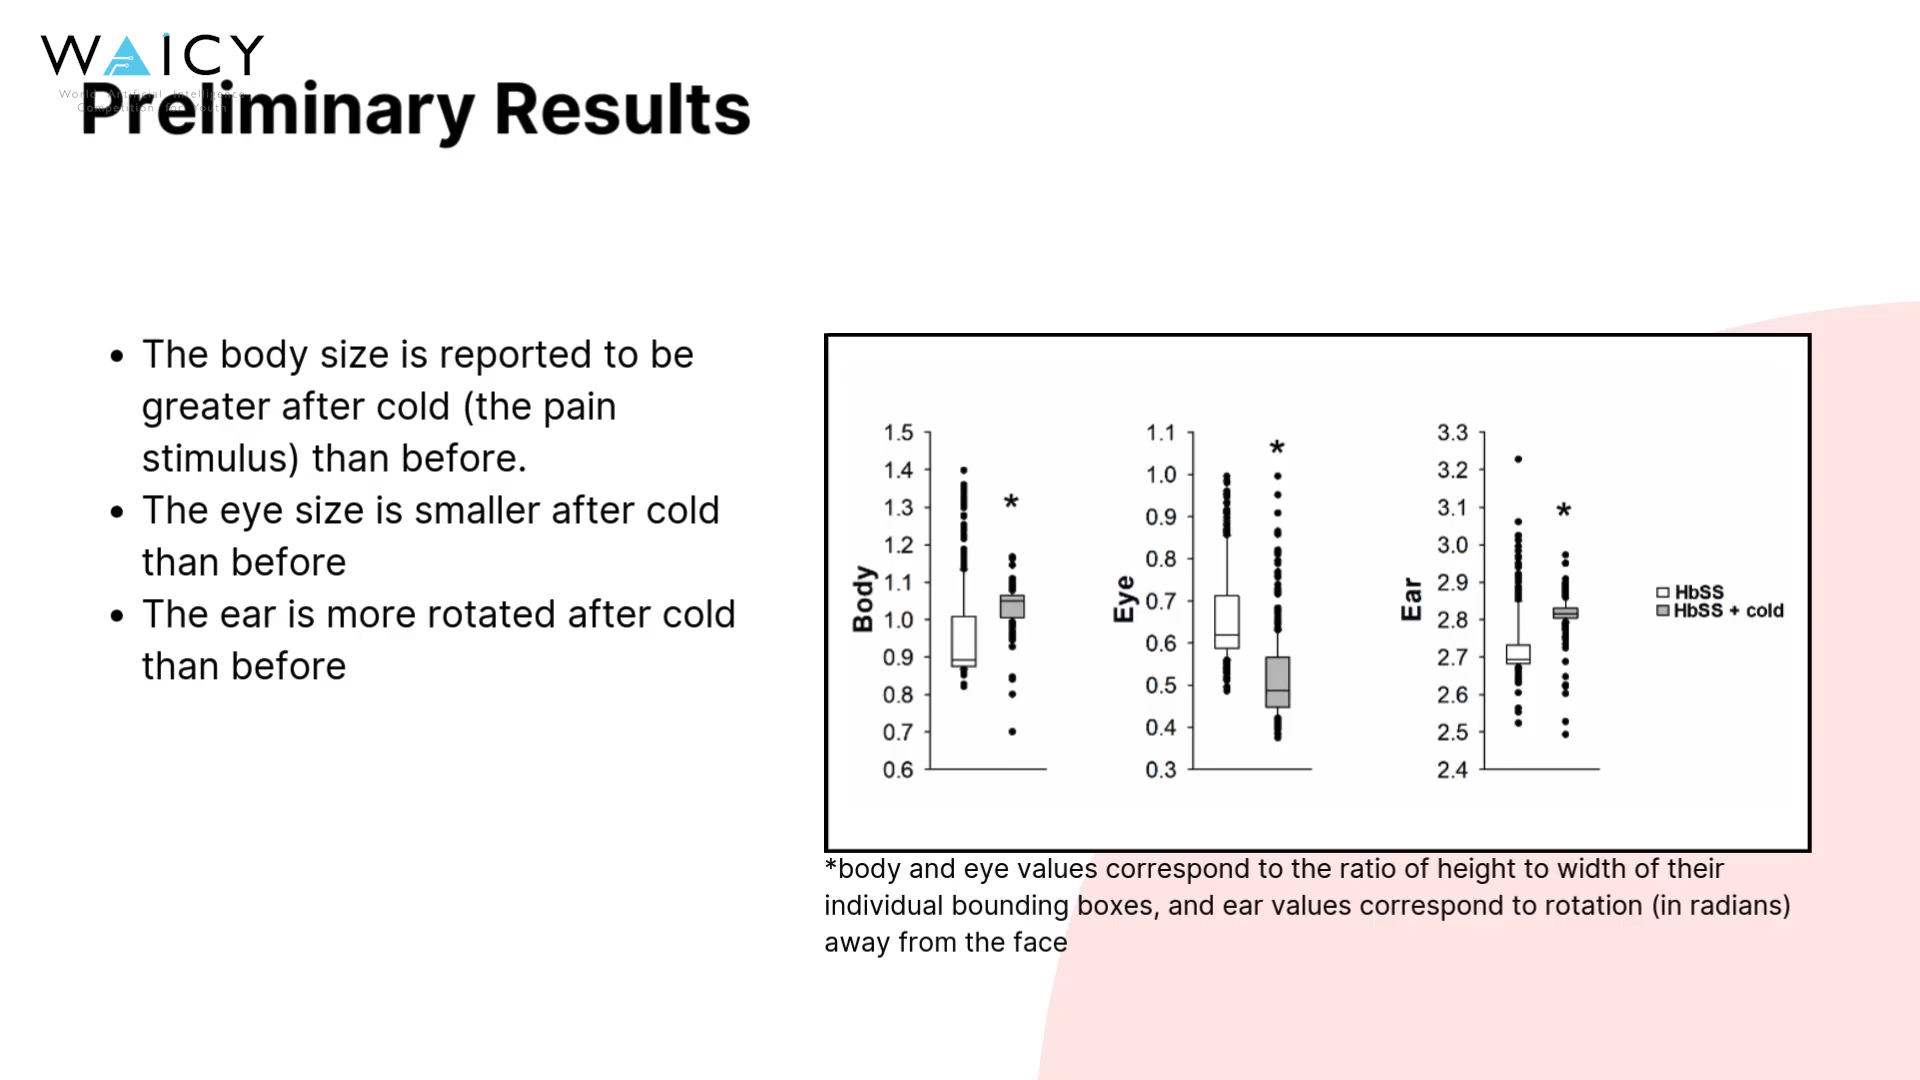 WAICY
World Artificial Intelligence
Competition for Youth
Preliminary Results
• The body size is reported to be
greater after cold (the pain
stimulus) than before.
• The eye size is smaller after cold
than before
• The ear is more rotated after cold
than before
Body
1.5
1.4
1.3
1.2
1.1
1.0
0.9
0.8
0.7
0.6
*
Eye
1.1
1.0
0.9
0.8
0.7
0.6
0.5
0.4
0.3
*
Ear
3.3
3.2
3.1
3.0
2.9
2.8
2.7
2.6
2.5
2.4
*
HbSS
HbSS + cold
*body and eye values correspond to the ratio of height to width of their
individual bounding boxes, and ear values correspond to rotation (in radians)
away from the face